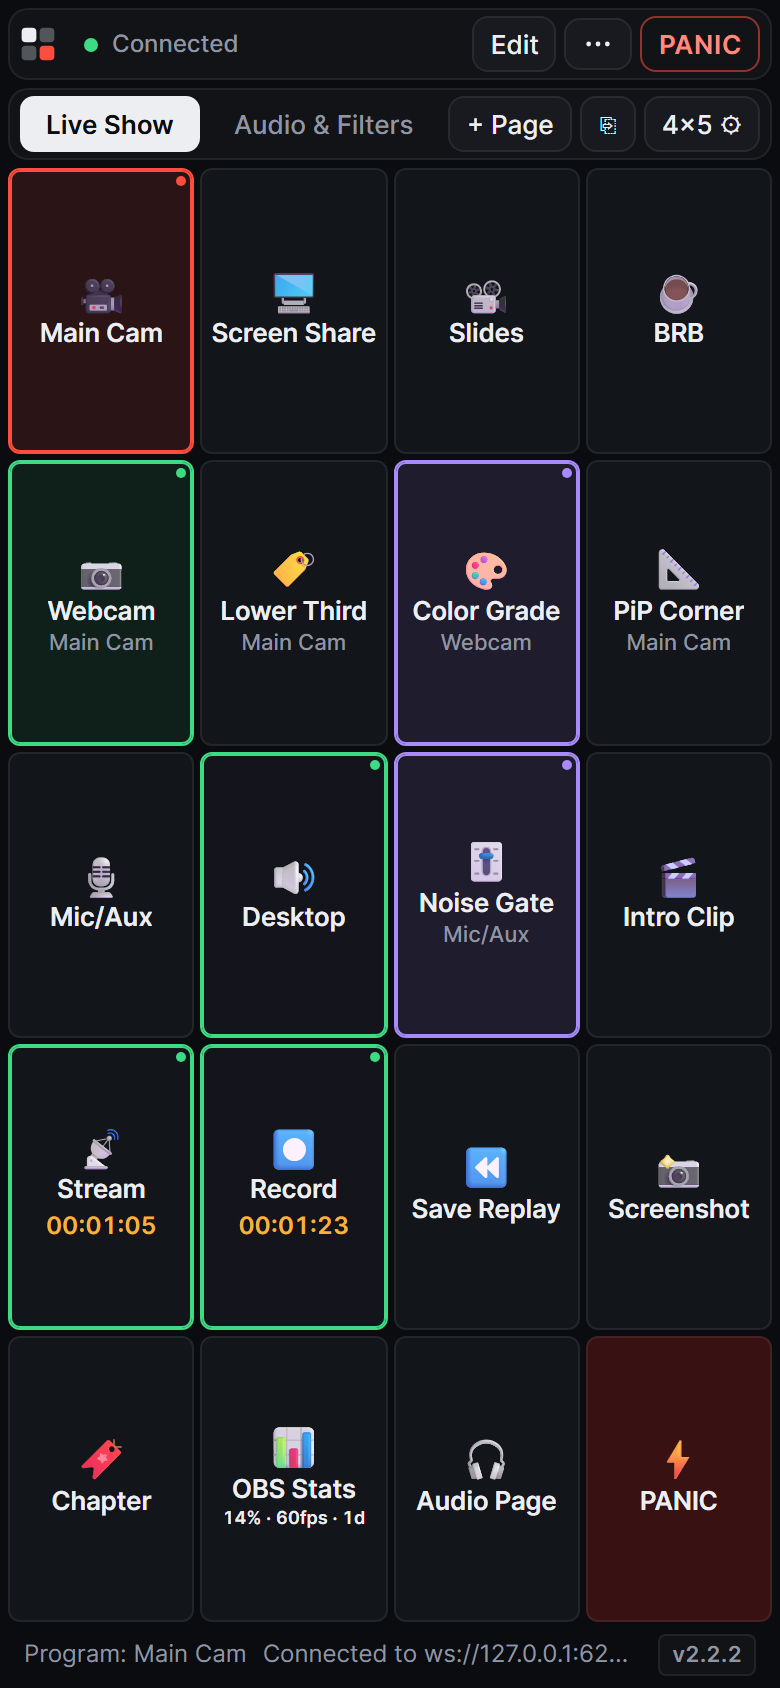 Connected
Edit
...
PANIC
Live Show
Audio & Filters
+ Page
4×5
Main Cam
Screen Share
Slides
BRB
Webcam
Main Cam
Lower Third
Main Cam
Color Grade
Webcam
PiP Corner
Main Cam
Mic/Aux
Desktop
Noise Gate
Mic/Aux
Intro Clip
Stream
00:01:05
Record
00:01:23
Save Replay
Screenshot
Chapter
OBS Stats
14% · 60fps · 1d
Audio Page
PANIC
Program: Main Cam
Connected to ws://127.0.0.1:62...
v2.2.2